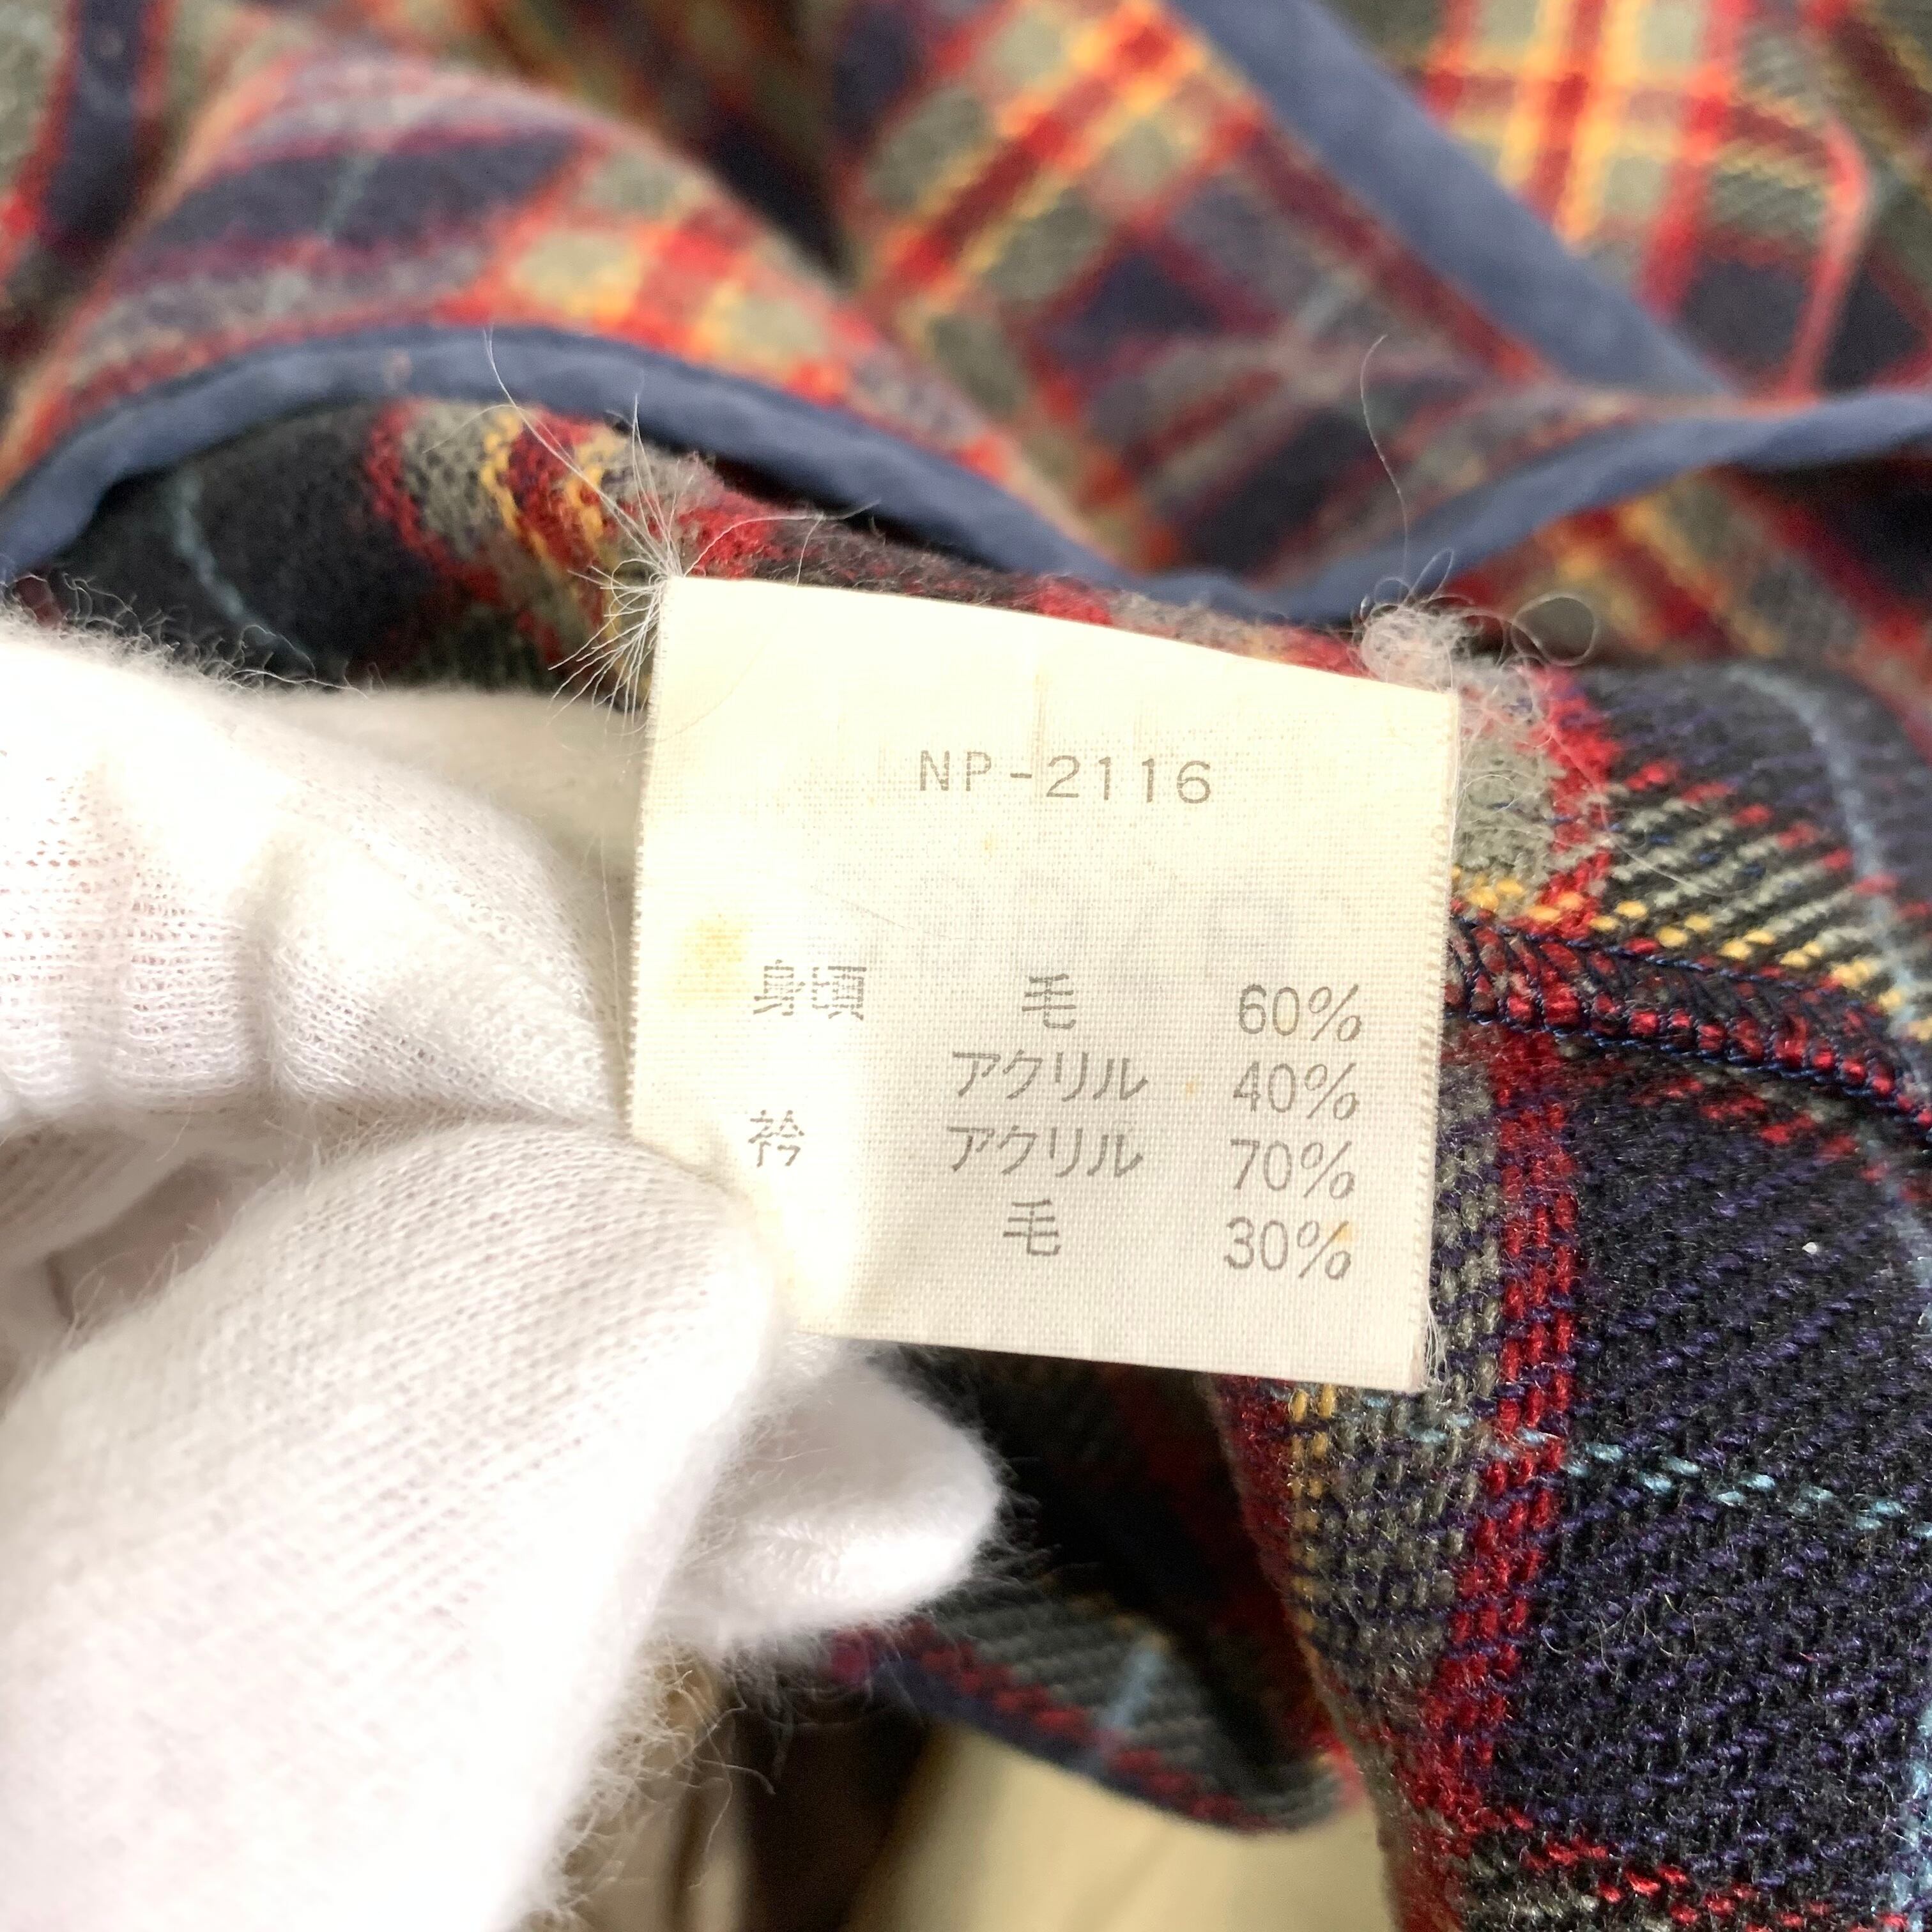 NP-2116
身頃 毛 60%
アクリル 40%
衿 アクリル 70%
毛 30%